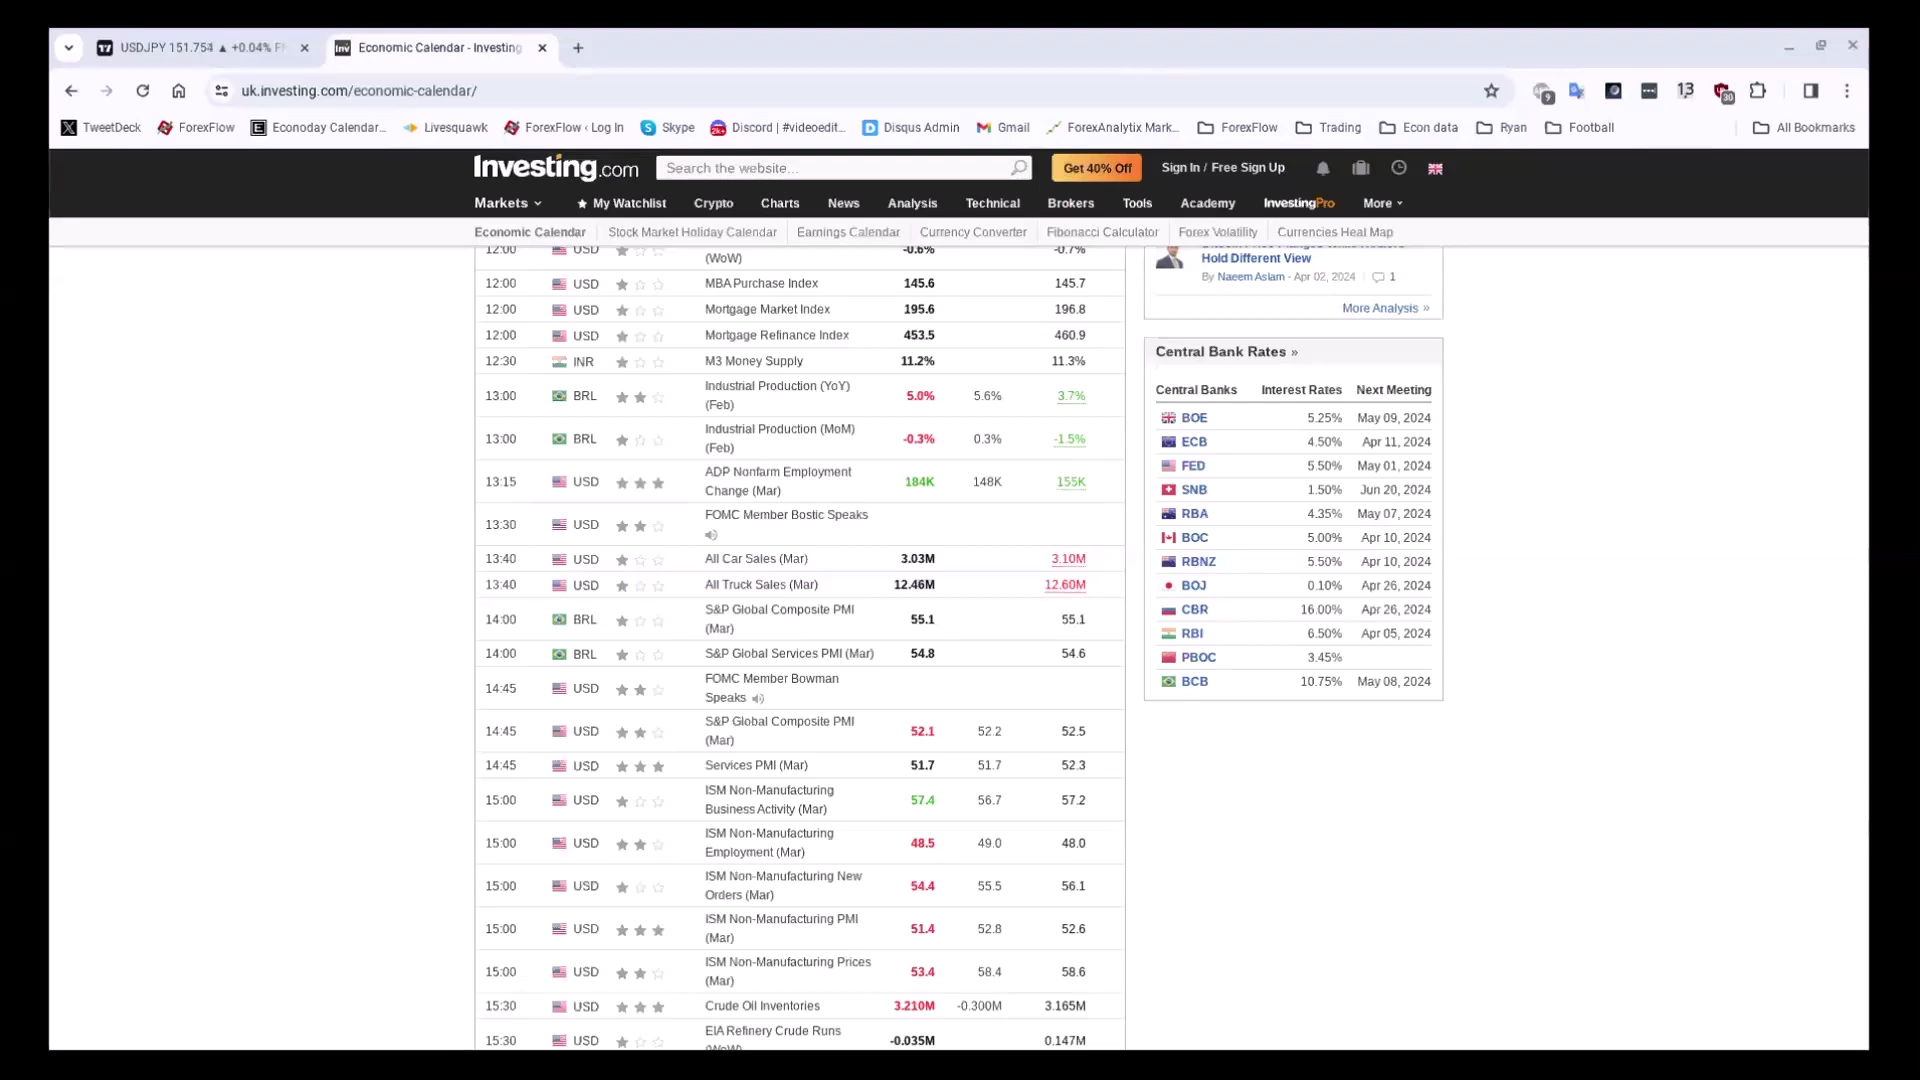 USDJPY 151.754 ▲ +0.04% F
Economic Calendar - Investing
uk.investing.com/economic-calendar/
9
13
30
TweetDeck
ForexFlow
Econoday Calendar...
Livesquawk
ForexFlow ‹ Log In
Skype
Discord | #videoedit...
Disqus Admin
Gmail
ForexAnalytix Mark...
ForexFlow
Trading
Econ data
Ryan
Football
All Bookmarks
Investing.com
Search the website...
Get 40% Off
Sign In / Free Sign Up
Markets
My Watchlist
Crypto
Charts
News
Analysis
Technical
Brokers
Tools
Academy
InvestingPro
More
Economic Calendar
Stock Market Holiday Calendar
Earnings Calendar
Currency Converter
Fibonacci Calculator
Forex Volatility
Currencies Heat Map
12:00 USD (WoW) -0.6% -0.7%
12:00 USD MBA Purchase Index 145.6 145.7
12:00 USD Mortgage Market Index 195.6 196.8
12:00 USD Mortgage Refinance Index 453.5 460.9
12:30 INR M3 Money Supply 11.2% 11.3%
13:00 BRL Industrial Production (YoY) (Feb) 5.0% 5.6% 3.7%
13:00 BRL Industrial Production (MoM) (Feb) -0.3% 0.3% -1.5%
13:15 USD ADP Nonfarm Employment Change (Mar) 184K 148K 155K
13:30 USD FOMC Member Bostic Speaks
13:40 USD All Car Sales (Mar) 3.03M 3.10M
13:40 USD All Truck Sales (Mar) 12.46M 12.60M
14:00 BRL S&P Global Composite PMI (Mar) 55.1 55.1
14:00 BRL S&P Global Services PMI (Mar) 54.8 54.6
14:45 USD FOMC Member Bowman Speaks
14:45 USD S&P Global Composite PMI (Mar) 52.1 52.2 52.5
14:45 USD Services PMI (Mar) 51.7 51.7 52.3
15:00 USD ISM Non-Manufacturing Business Activity (Mar) 57.4 56.7 57.2
15:00 USD ISM Non-Manufacturing Employment (Mar) 48.5 49.0 48.0
15:00 USD ISM Non-Manufacturing New Orders (Mar) 54.4 55.5 56.1
15:00 USD ISM Non-Manufacturing PMI (Mar) 51.4 52.8 52.6
15:00 USD ISM Non-Manufacturing Prices (Mar) 53.4 58.4 58.6
15:30 USD Crude Oil Inventories 3.210M -0.300M 3.165M
15:30 USD EIA Refinery Crude Runs (WoW) -0.035M 0.147M
Hold Different View
By Naeem Aslam - Apr 02, 2024 | 1
More Analysis »
Central Bank Rates »
Central Banks Interest Rates Next Meeting
BOE 5.25% May 09, 2024
ECB 4.50% Apr 11, 2024
FED 5.50% May 01, 2024
SNB 1.50% Jun 20, 2024
RBA 4.35% May 07, 2024
BOC 5.00% Apr 10, 2024
RBNZ 5.50% Apr 10, 2024
BOJ 0.10% Apr 26, 2024
CBR 16.00% Apr 26, 2024
RBI 6.50% Apr 05, 2024
PBOC 3.45%
BCB 10.75% May 08, 2024